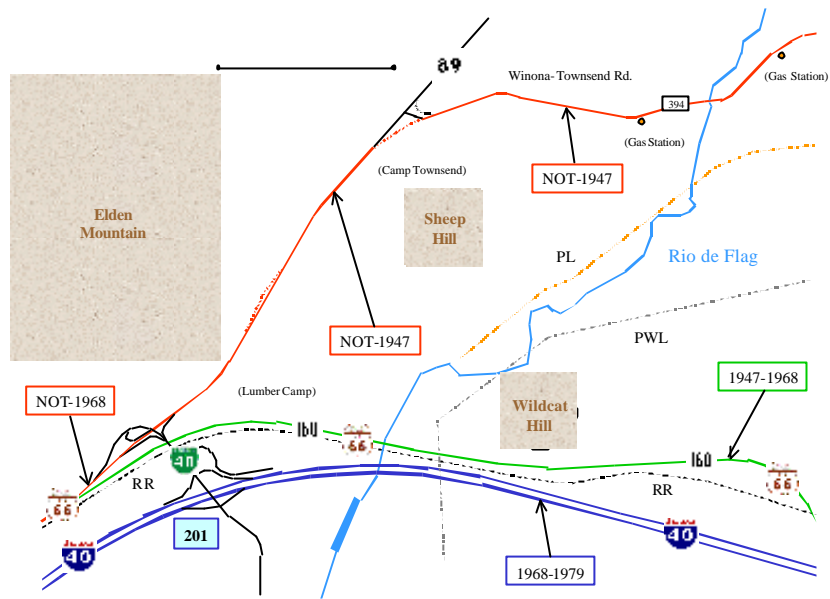 89
Winona- Townsend Rd.
394
(Gas Station)
(Gas Station)
(Camp Townsend)
NOT-1947
Elden
Mountain
Sheep
Hill
PL
Rio de Flag
NOT-1947
PWL
(Lumber Camp)
NOT-1968
1947-1968
Wildcat
Hill
160
66
40
160
66
RR
RR
66
201
40
40
1968-1979